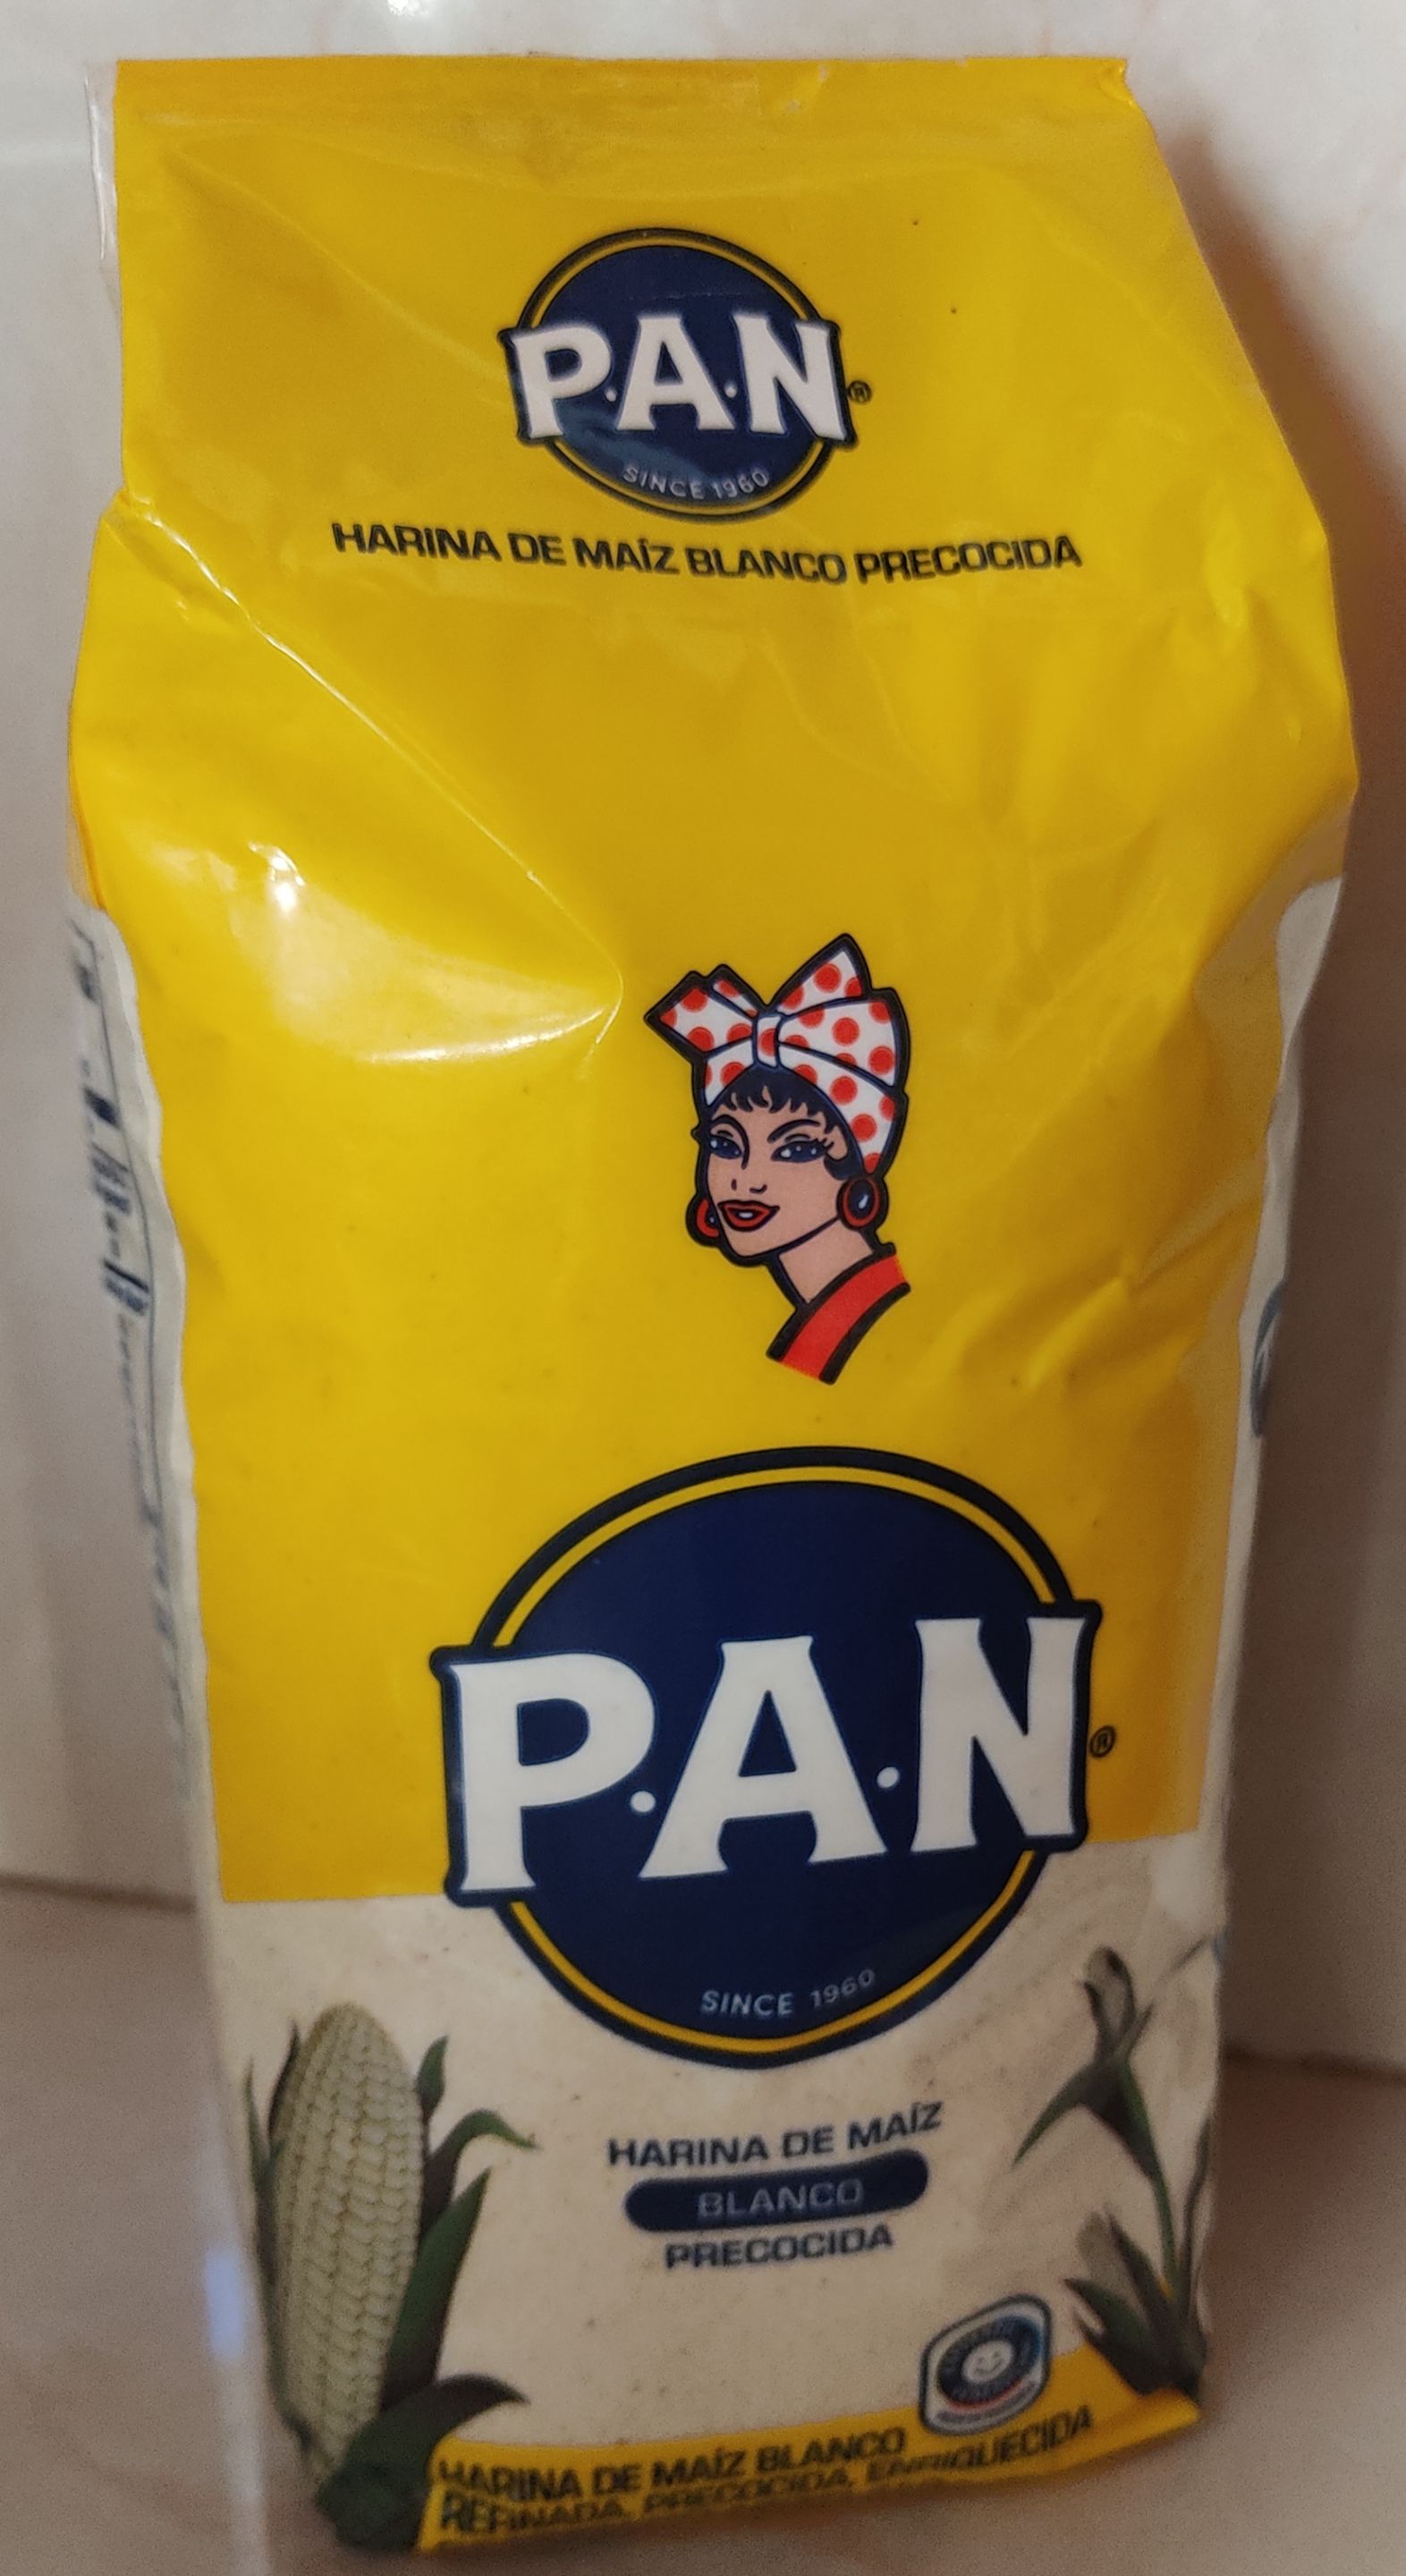 P.A.N
®
SINCE 1960
HARINA DE MAÍZ BLANCO PRECOCIDA
P.A.N
®
SINCE 1960
HARINA DE MAÍZ
BLANCO
PRECOCIDA
HARINA DE MAÍZ BLANCO
REFINADA, PRECOCIDA, ENRIQUECIDA